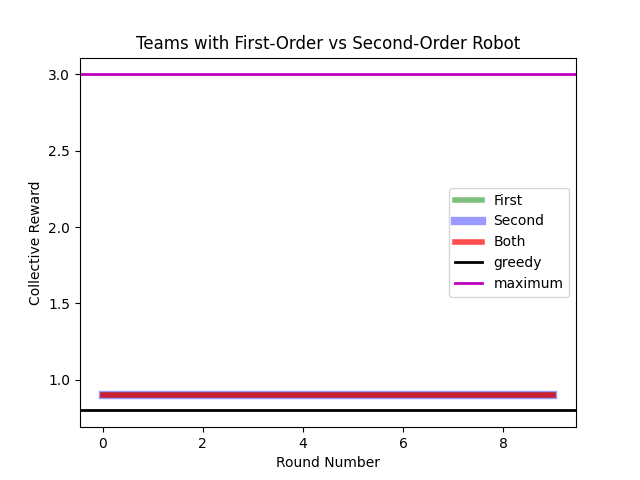 Teams with First-Order vs Second-Order Robot
Collective Reward
3.0
2.5
2.0
1.5
1.0
First
Second
Both
greedy
maximum
0 2 4 6 8
Round Number